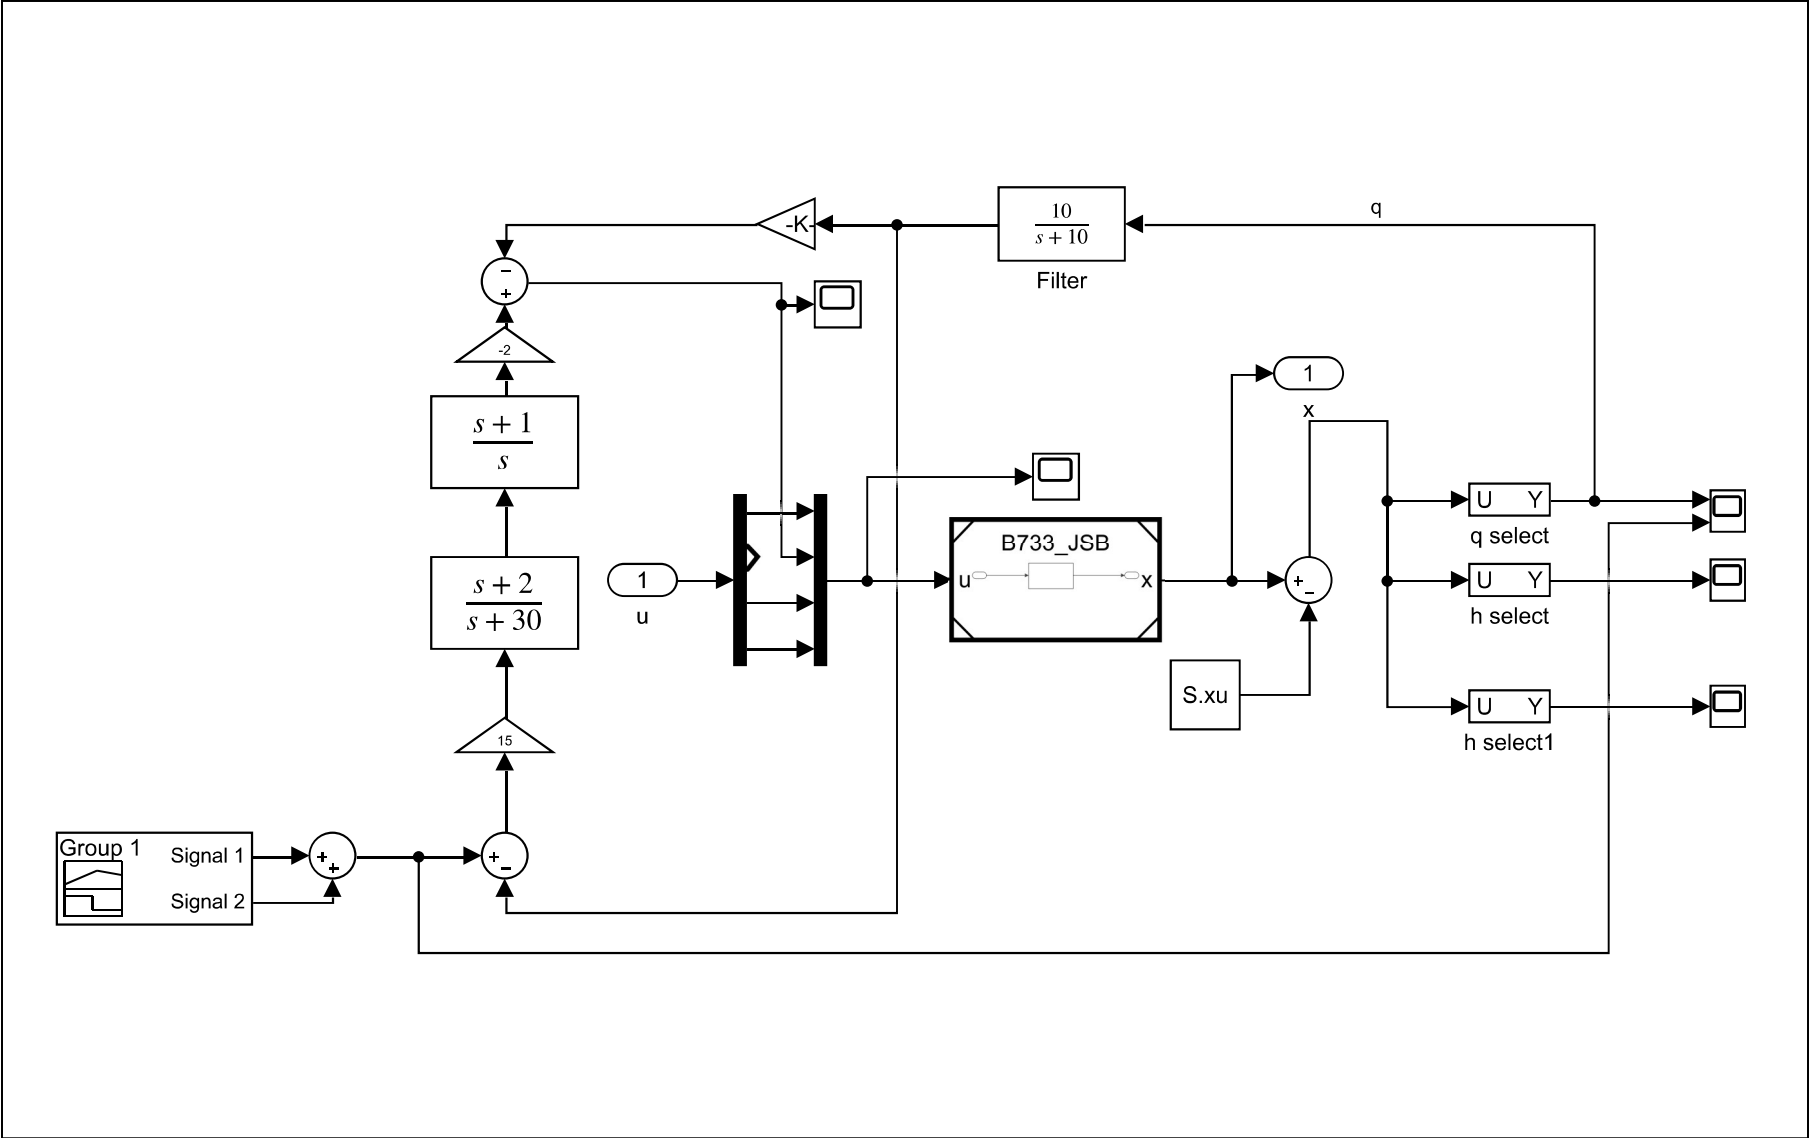 q
10
s + 10
Filter
-K-
−
+
-2
s + 1
s
s + 2
s + 30
15
1
u
B733_JSB
u
x
1
x
+
−
S.xu
U Y
q select
U Y
h select
U Y
h select1
Group 1
Signal 1
Signal 2
+
+
+
−